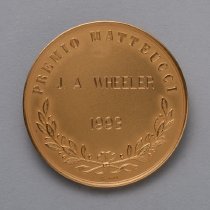 PREMIO MATTEUCCI
J A WHEELER
1993